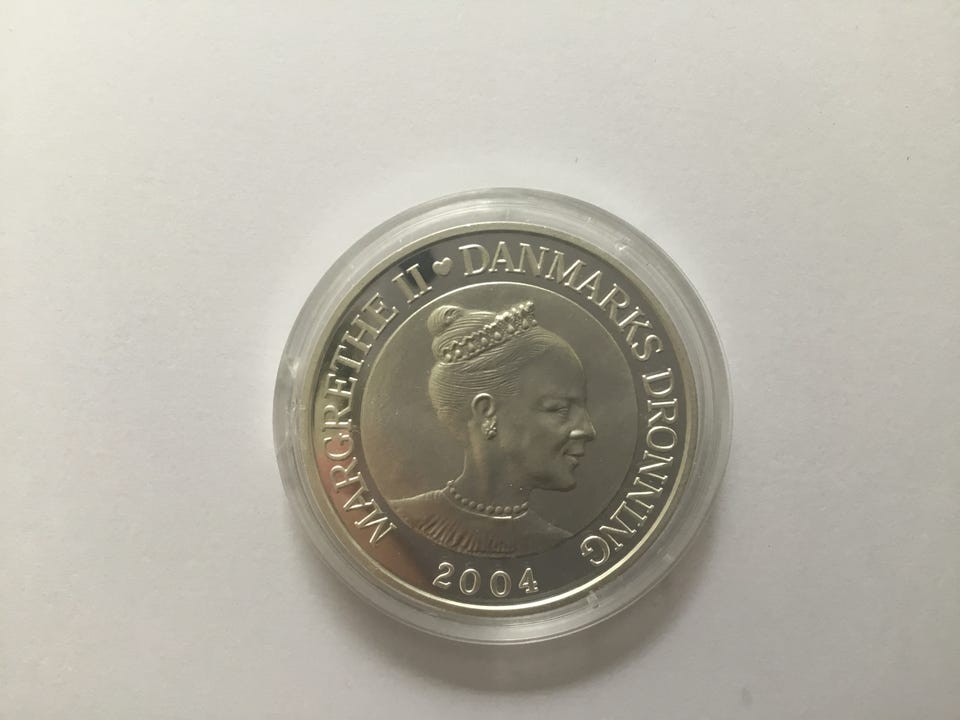 MARGRETHE II ♥ DANMARKS DRONNING
2004